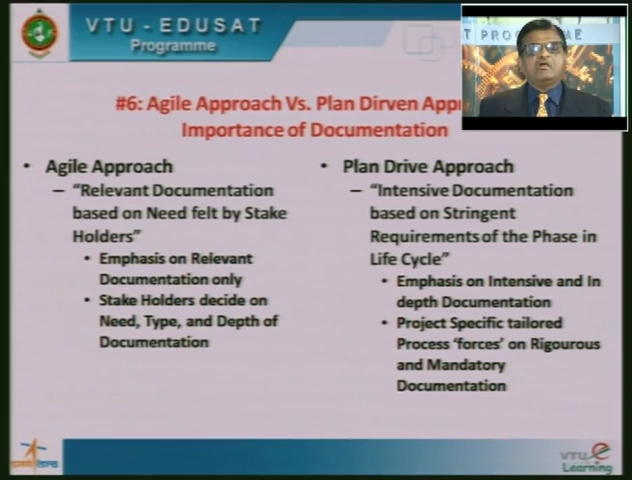 VTU - EDUSAT
Programme
T PROGRAMME
#6: Agile Approach Vs. Plan Dirven App
Importance of Documentation
• Agile Approach
– "Relevant Documentation
based on Need felt by Stake
Holders"
• Emphasis on Relevant
Documentation only
• Stake Holders decide on
Need, Type, and Depth of
Documentation
• Plan Drive Approach
– "Intensive Documentation
based on Stringent
Requirements of the Phase in
Life Cycle"
• Emphasis on Intensive and In
depth Documentation
• Project Specific tailored
Process 'forces' on Rigourous
and Mandatory
Documentation
VTU e
Learning